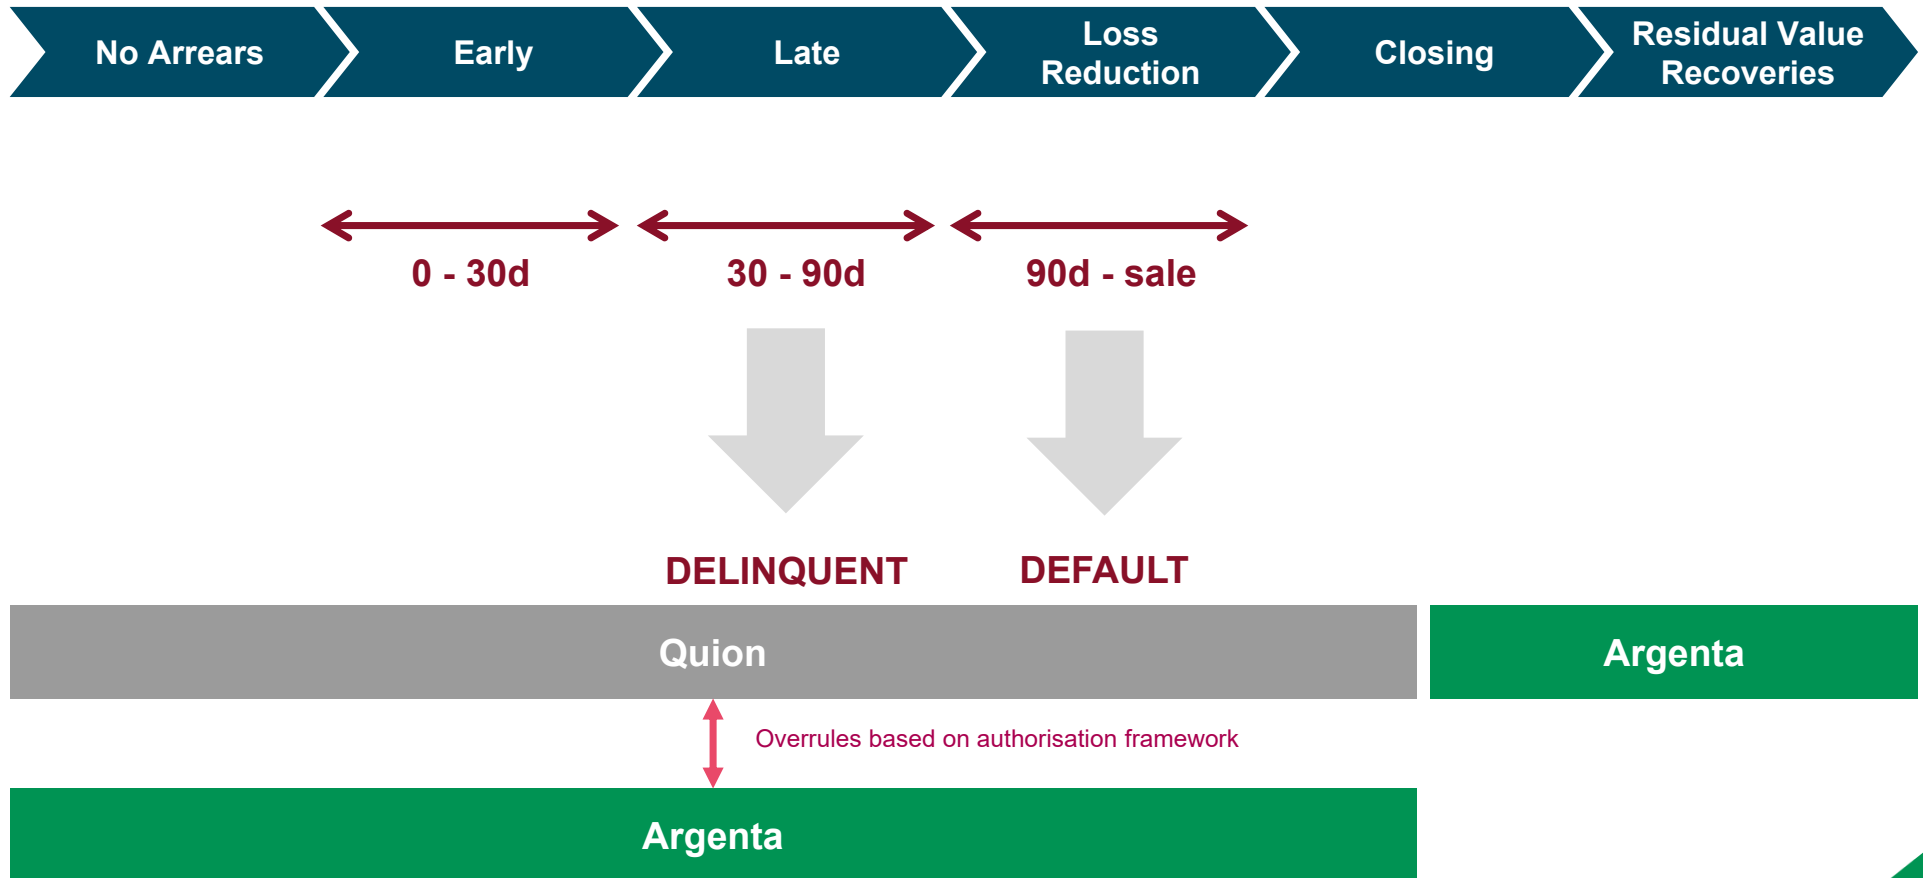 No Arrears
Early
Late
Loss
Reduction
Closing
Residual Value
Recoveries
0 - 30d
30 - 90d
90d - sale
DELINQUENT
DEFAULT
Quion
Argenta
Overrules based on authorisation framework
Argenta